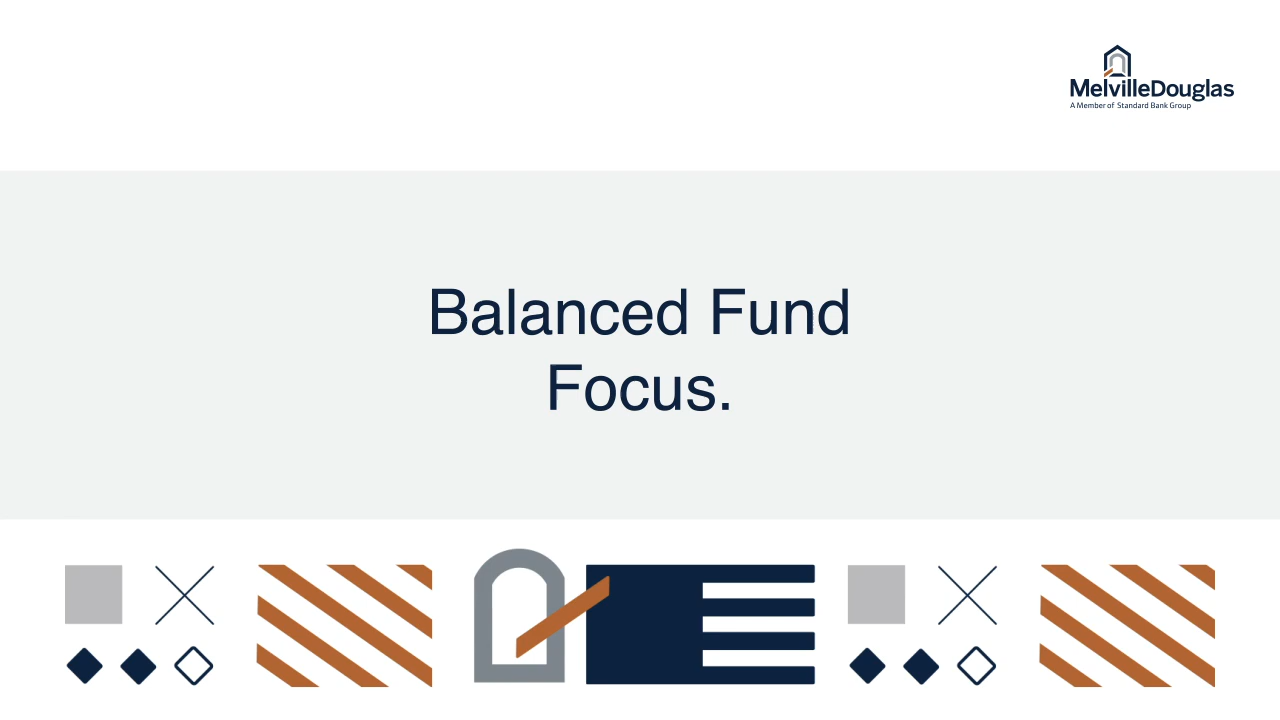 MelvilleDouglas
A Member of Standard Bank Group
Balanced Fund
Focus.